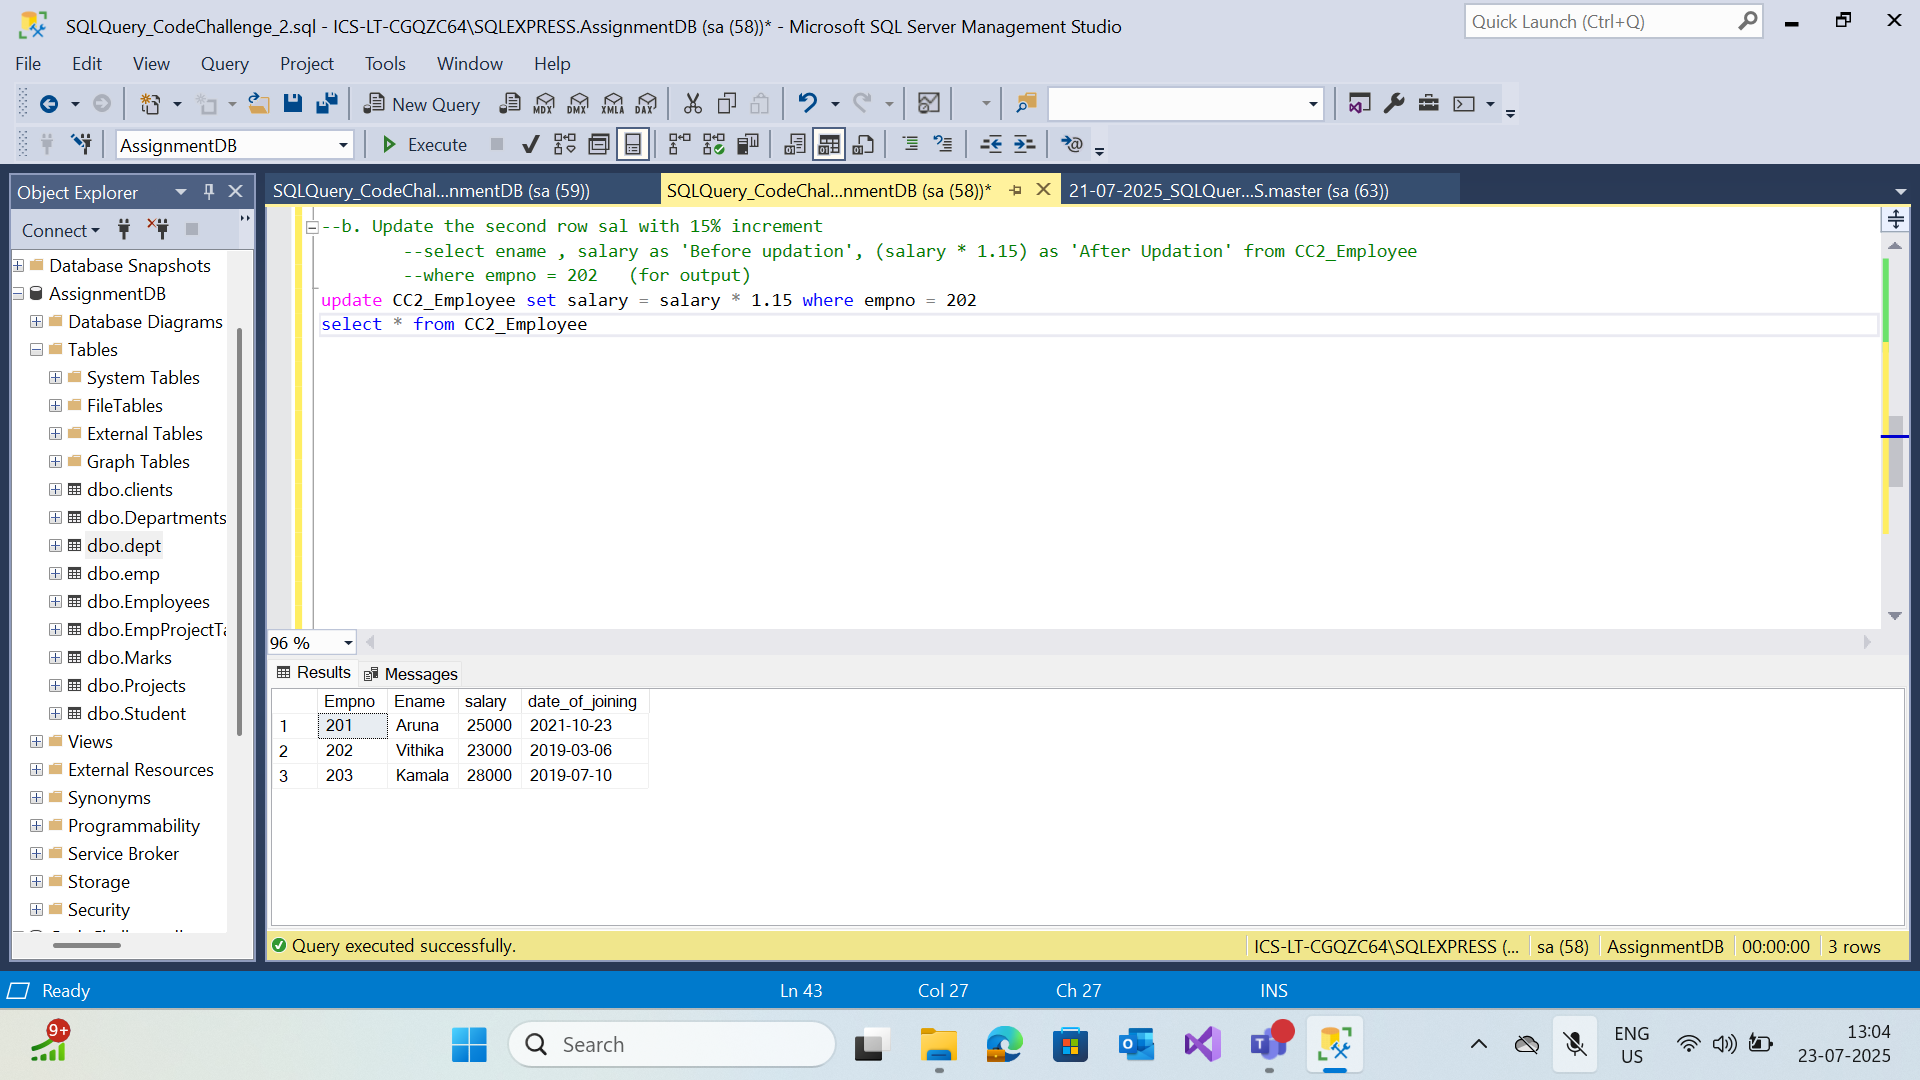 SQLQuery_CodeChallenge_2.sql - ICS-LT-CGQZC64\SQLEXPRESS.AssignmentDB (sa (58))* - Microsoft SQL Server Management Studio
Quick Launch (Ctrl+Q)
File Edit View Query Project Tools Window Help
New Query MDX DMX XMLA DAX
AssignmentDB Execute
Object Explorer
SQLQuery_CodeChal...nmentDB (sa (59)) SQLQuery_CodeChal...nmentDB (sa (58))* 21-07-2025_SQLQuer...S.master (sa (63))
Connect
Database Snapshots
AssignmentDB
Database Diagrams
Tables
System Tables
FileTables
External Tables
Graph Tables
dbo.clients
dbo.Departments
dbo.dept
dbo.emp
dbo.Employees
dbo.EmpProjectTa
dbo.Marks
dbo.Projects
dbo.Student
Views
External Resources
Synonyms
Programmability
Service Broker
Storage
Security
--b. Update the second row sal with 15% increment
--select ename , salary as 'Before updation', (salary * 1.15) as 'After Updation' from CC2_Employee
--where empno = 202 (for output)
update CC2_Employee set salary = salary * 1.15 where empno = 202
select * from CC2_Employee
96 %
Results Messages
Empno Ename salary date_of_joining
1 201 Aruna 25000 2021-10-23
2 202 Vithika 23000 2019-03-06
3 203 Kamala 28000 2019-07-10
Query executed successfully. ICS-LT-CGQZC64\SQLEXPRESS (... sa (58) AssignmentDB 00:00:00 3 rows
Ready Ln 43 Col 27 Ch 27 INS
9+
Search
ENG
US
13:04
23-07-2025